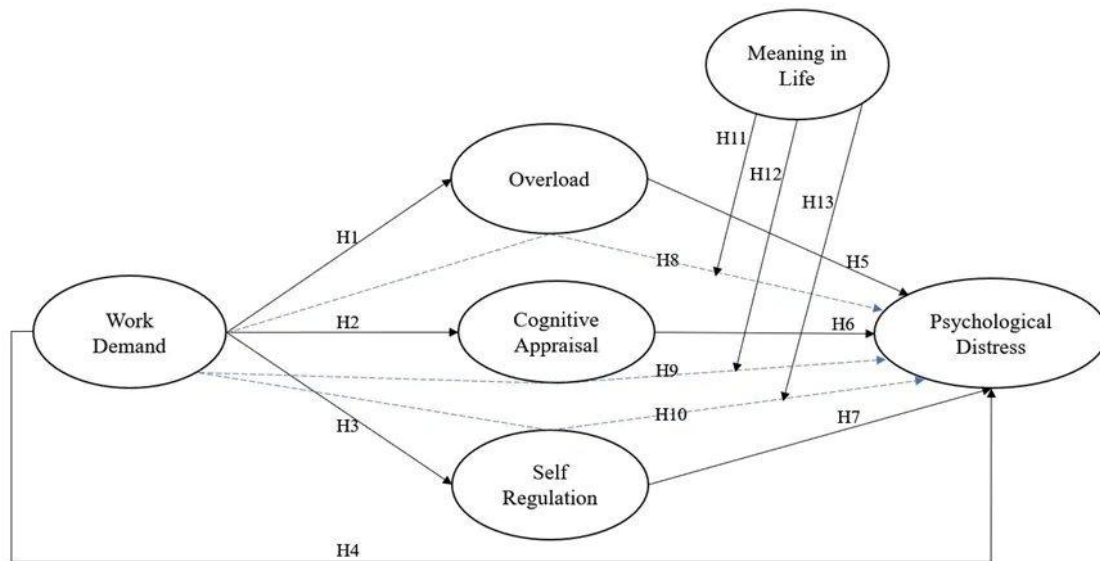 Meaning in
Life
H11
H12
H13
Overload
H1
H8
H5
Work
Demand
H2
Cognitive
Appraisal
H6
Psychological
Distress
H9
H10
H3
H7
Self
Regulation
H4